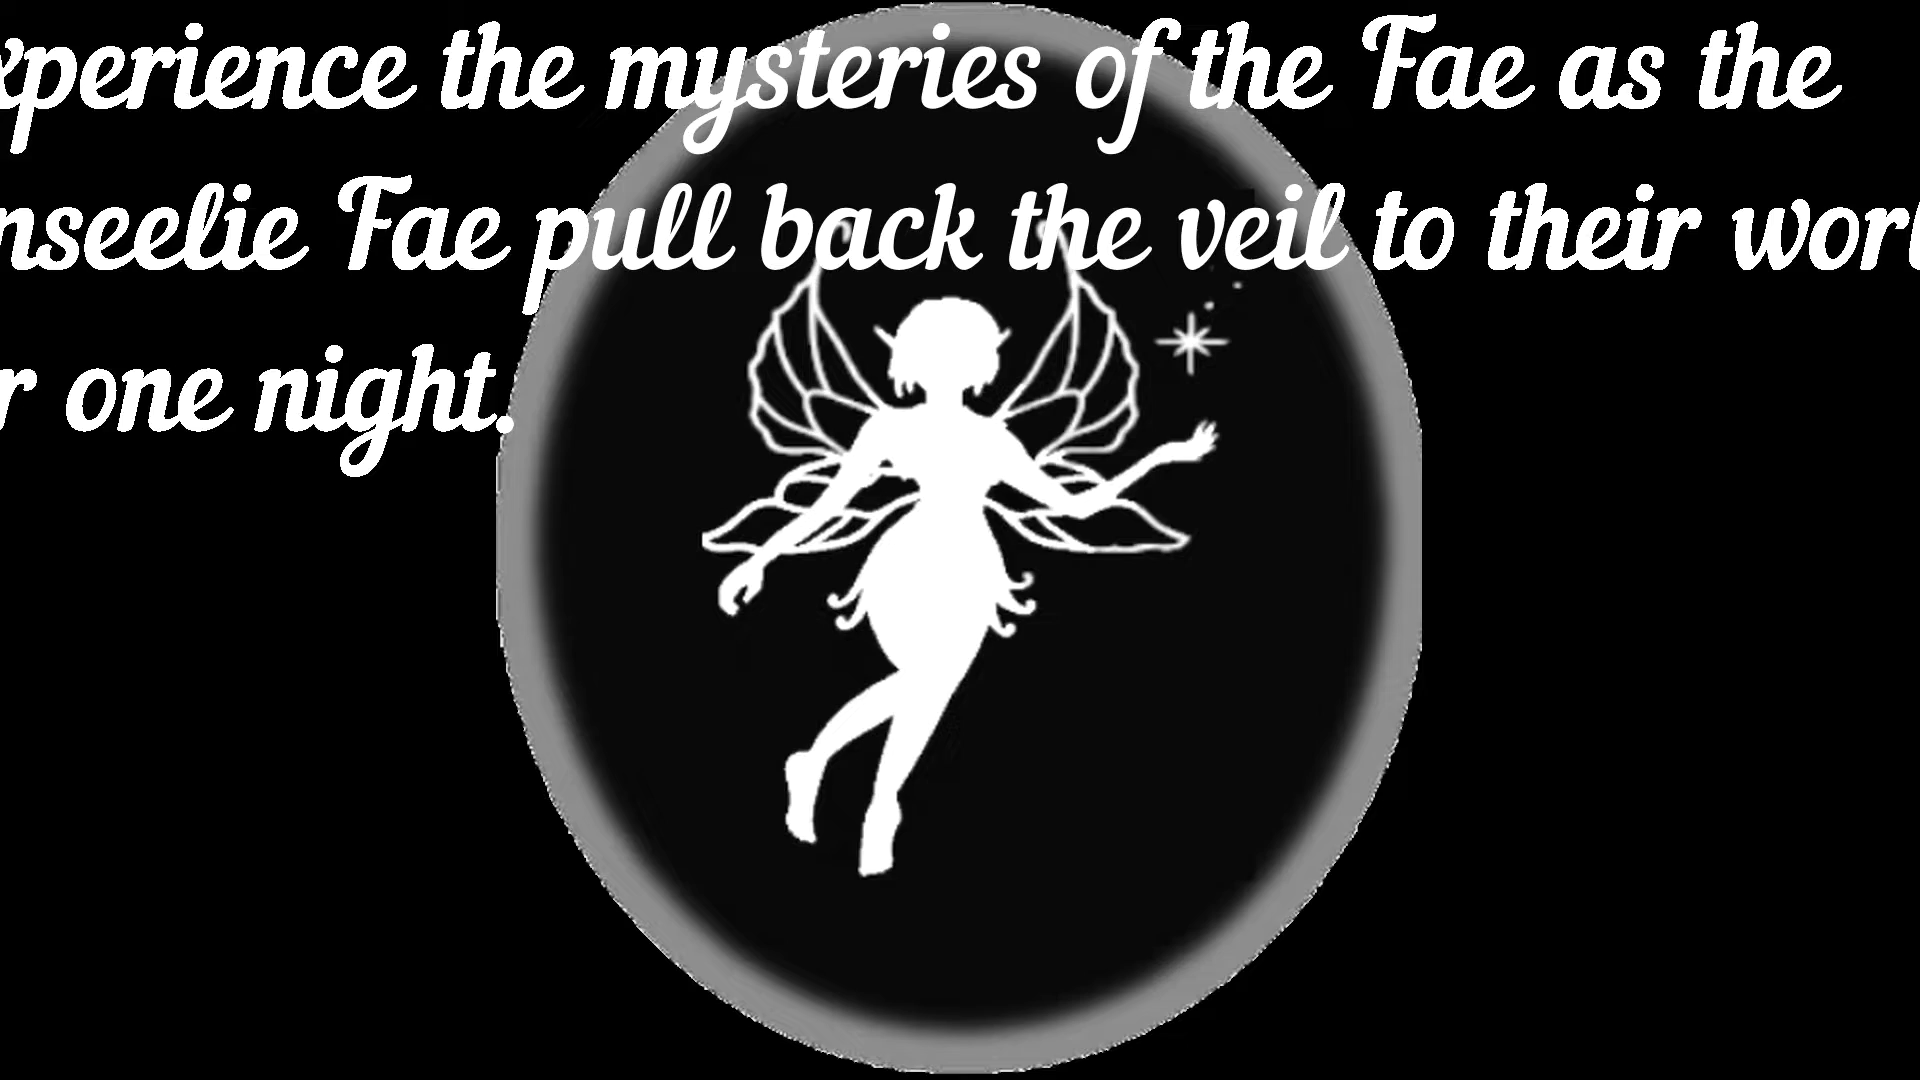 xperience the mysteries of the Fae as the
nseelie Fae pull back the veil to their worl
r one night.